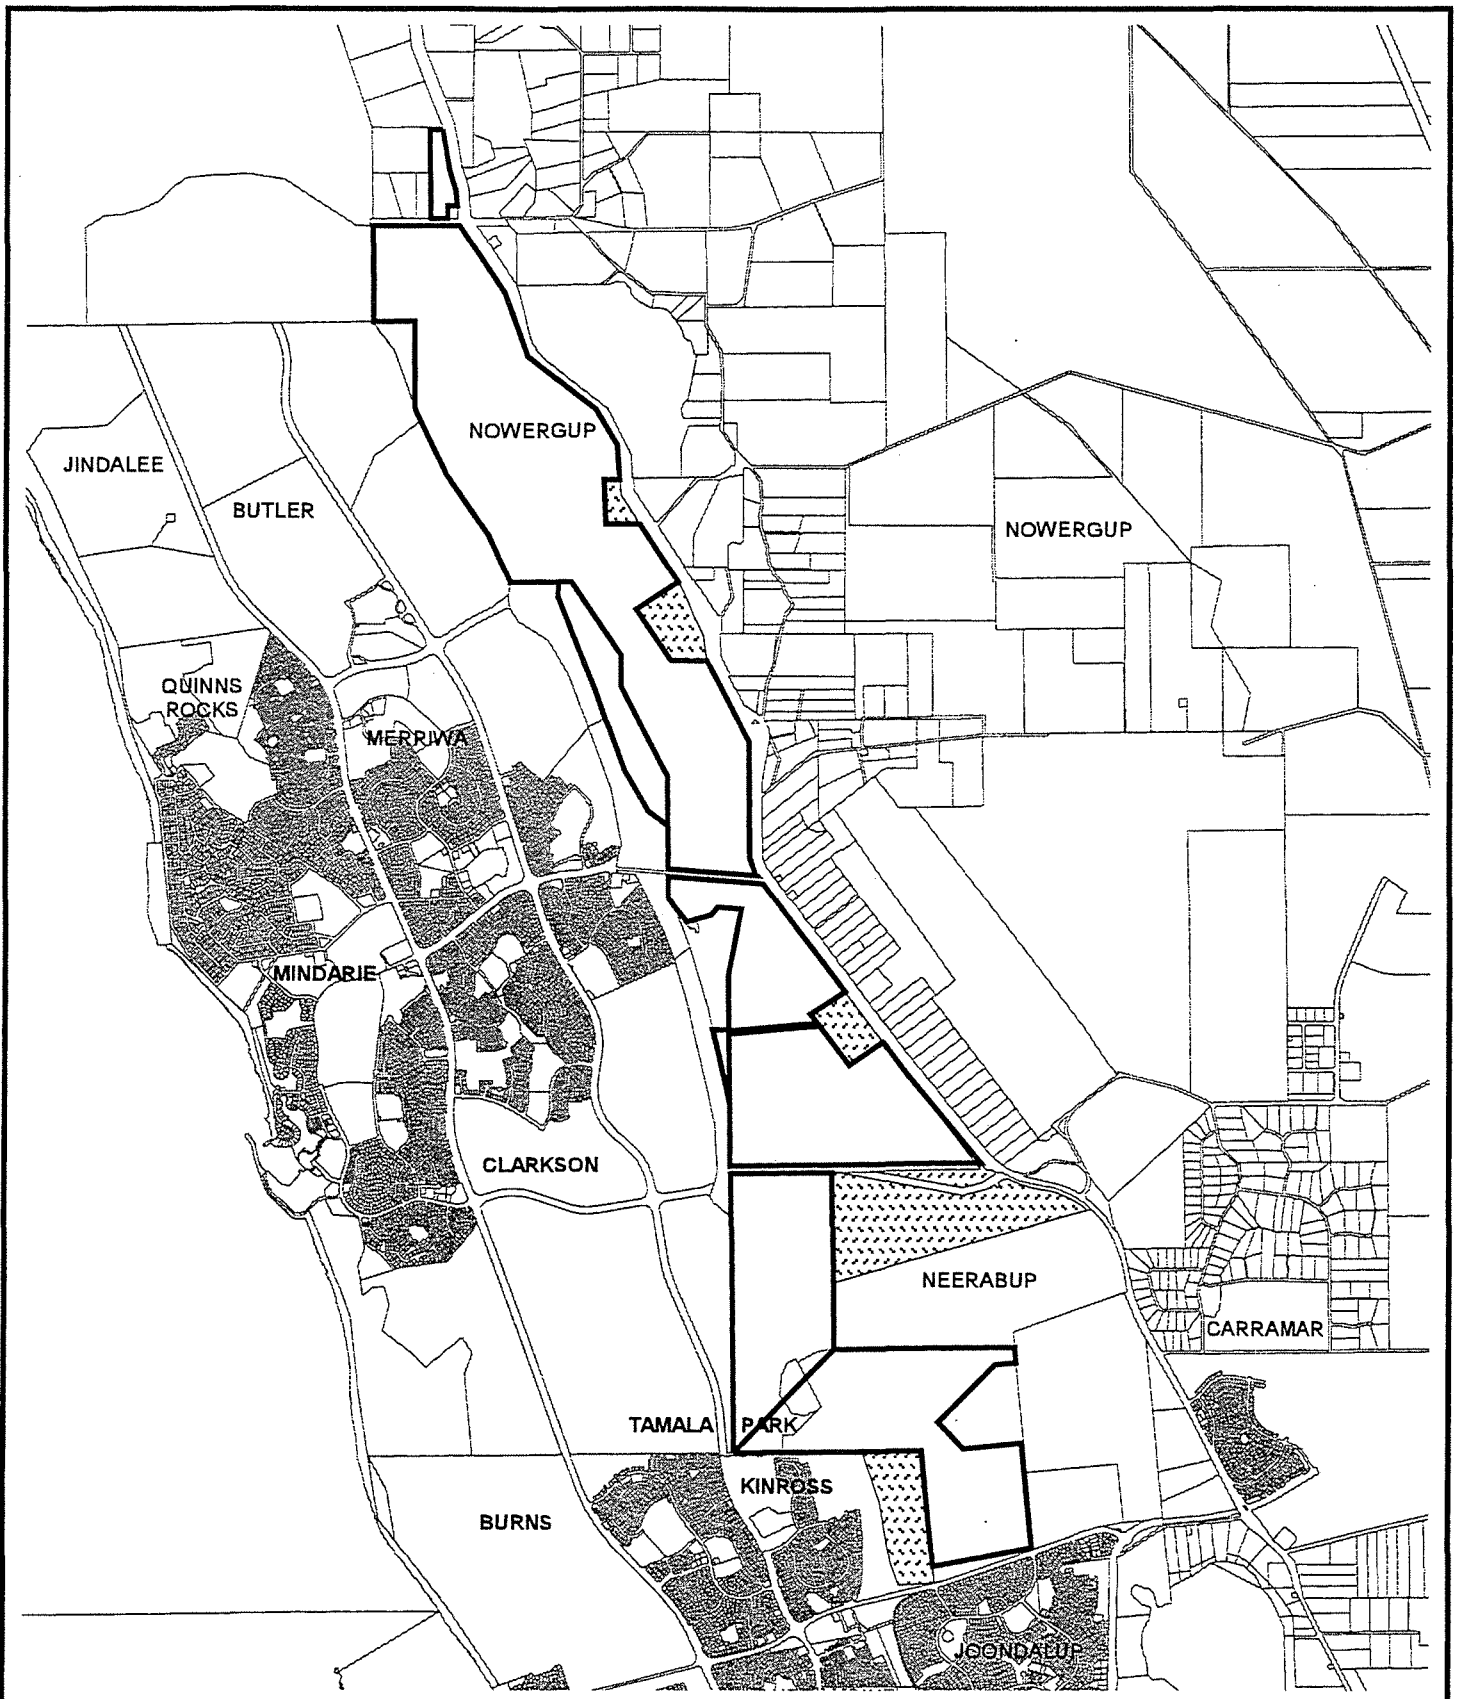 NOWERGUP
JINDALEE
BUTLER
NOWERGUP
QUINNS
ROCKS
MERRIWA
MINDARIE
CLARKSON
NEERABUP
CARRAMAR
TAMALA PARK
KINROSS
BURNS
JOONDALUP